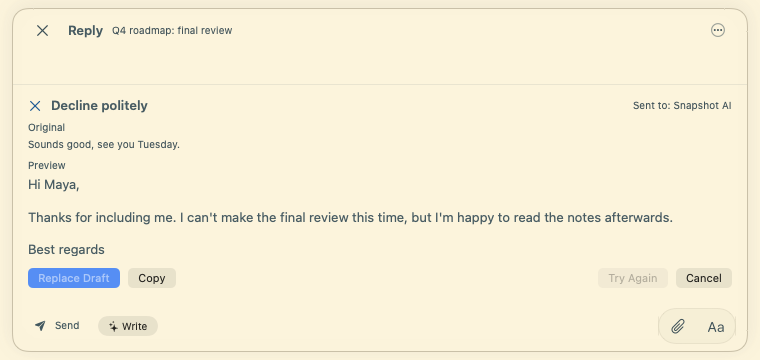 Reply Q4 roadmap: final review
Decline politely Sent to: Snapshot AI
Original
Sounds good, see you Tuesday.
Preview
Hi Maya,
Thanks for including me. I can't make the final review this time, but I'm happy to read the notes afterwards.
Best regards
Replace Draft Copy Try Again Cancel
Send Write Aa